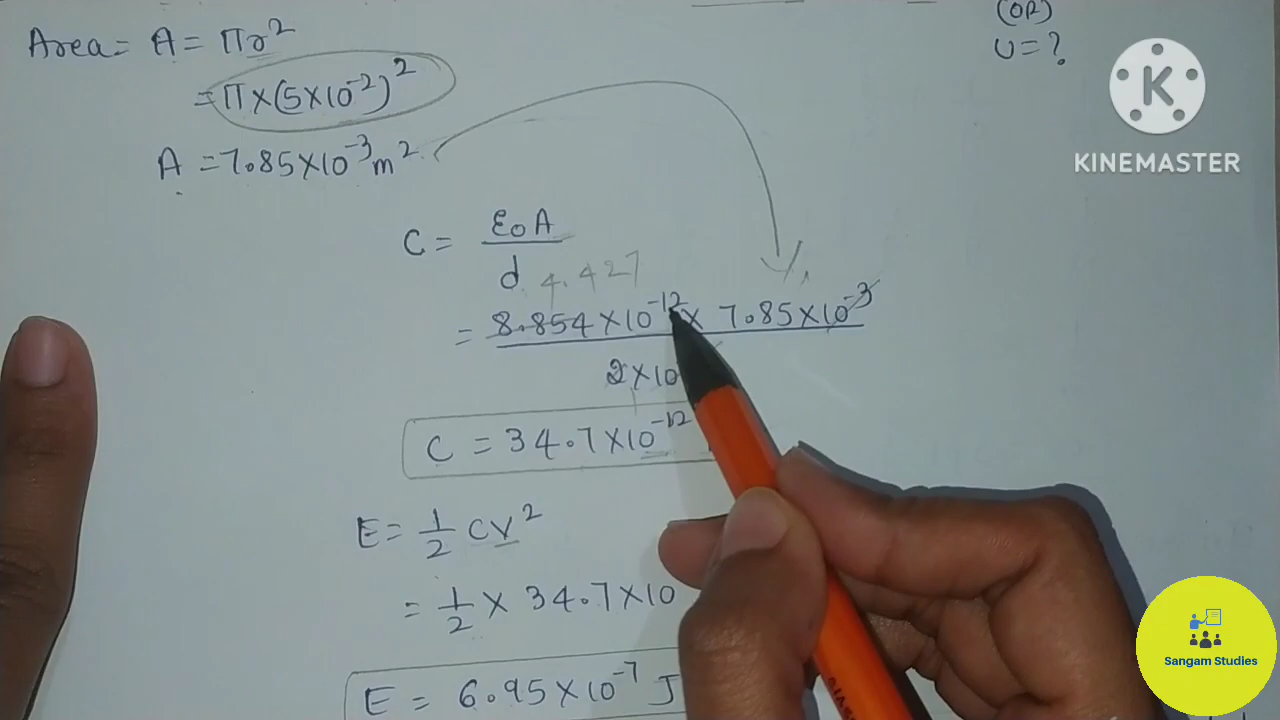 (OR)
U = ?
Area = A = πr²
= π×(5×10⁻²)²
A = 7.85×10⁻³m²
C = ε₀A
d
4.427
= 8.854×10⁻¹²× 7.85×10⁻³
2×10
C = 34.7×10⁻¹²
E = 1/2 CV²
= 1/2 × 34.7×10
E = 6.95×10⁻⁷ J
K
KINEMASTER
Sangam Studies